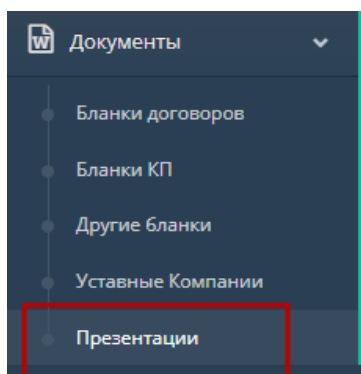 W Документы
Бланки договоров
Бланки КП
Другие бланки
Уставные Компании
Презентации